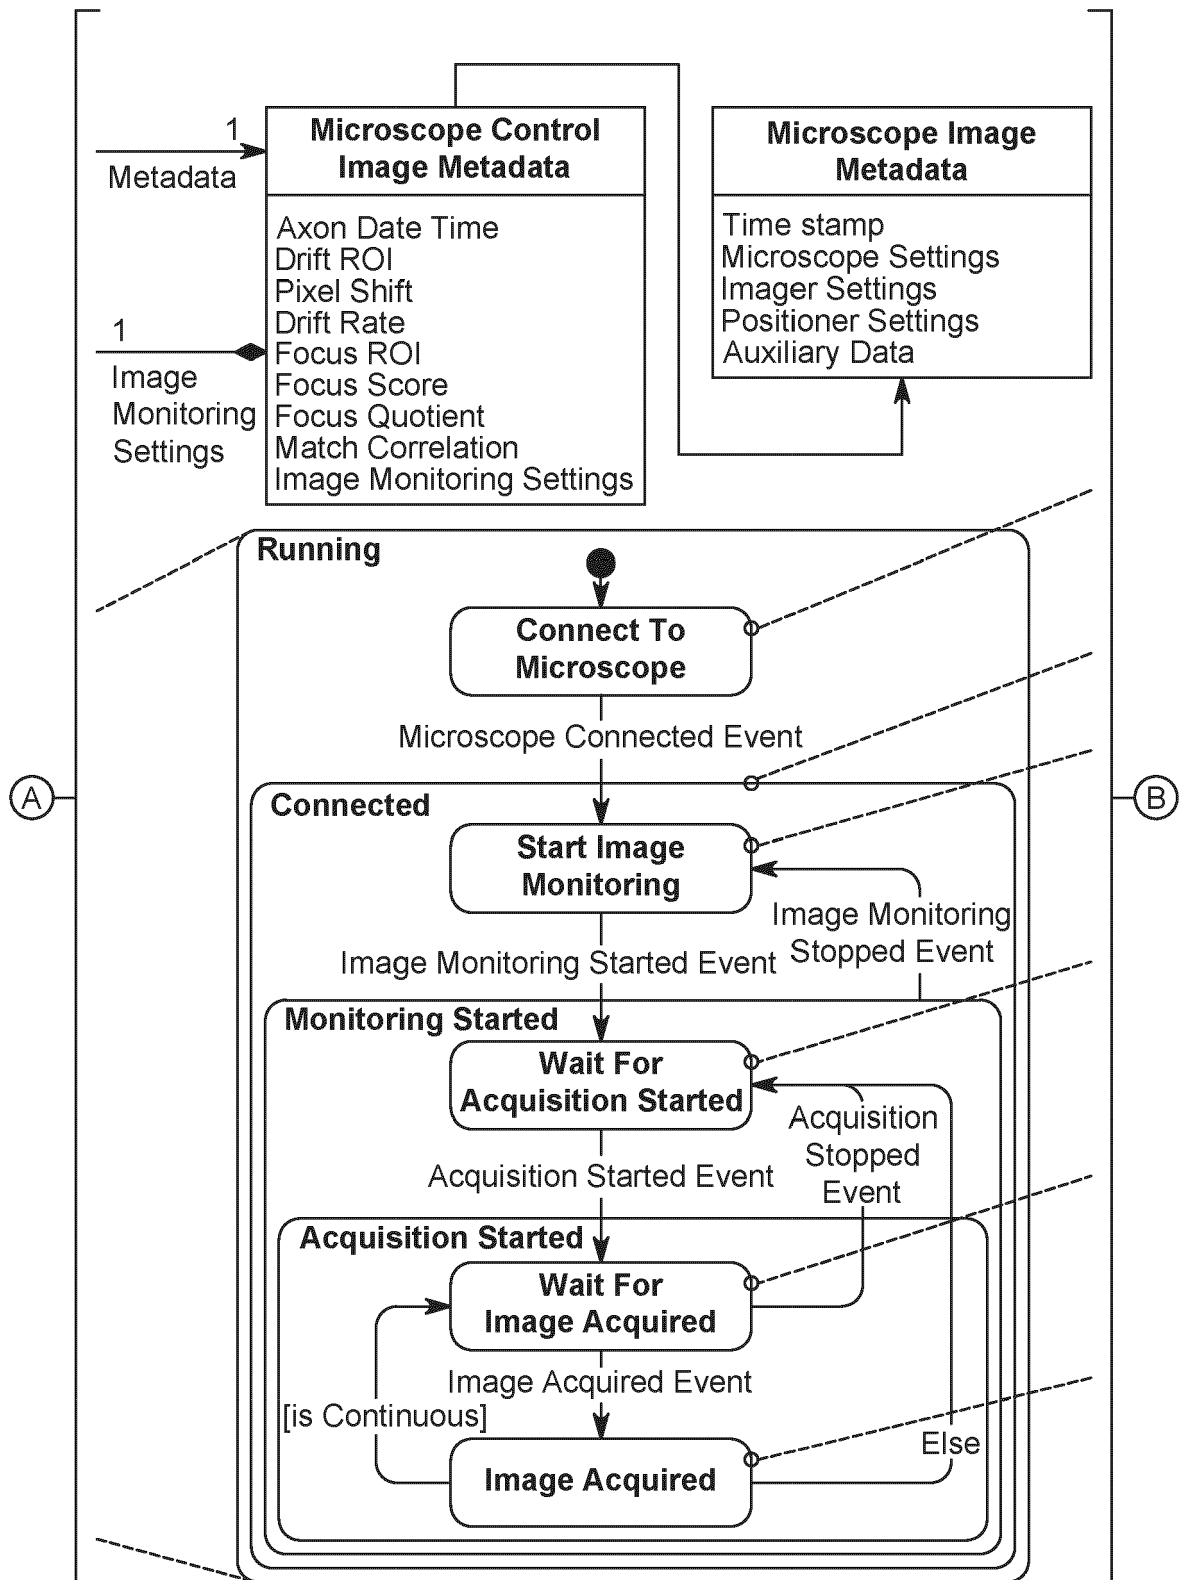 1
Metadata
Microscope Control
Image Metadata
Axon Date Time
Drift ROI
Pixel Shift
Drift Rate
Focus ROI
Focus Score
Focus Quotient
Match Correlation
Image Monitoring Settings
Microscope Image
Metadata
Time stamp
Microscope Settings
Imager Settings
Positioner Settings
Auxiliary Data
1
Image
Monitoring
Settings
Running
Connect To
Microscope
Microscope Connected Event
A
B
Connected
Start Image
Monitoring
Image Monitoring
Stopped Event
Image Monitoring Started Event
Monitoring Started
Wait For
Acquisition Started
Acquisition
Stopped
Event
Acquisition Started Event
Acquisition Started
Wait For
Image Acquired
Image Acquired Event
[is Continuous]
Else
Image Acquired